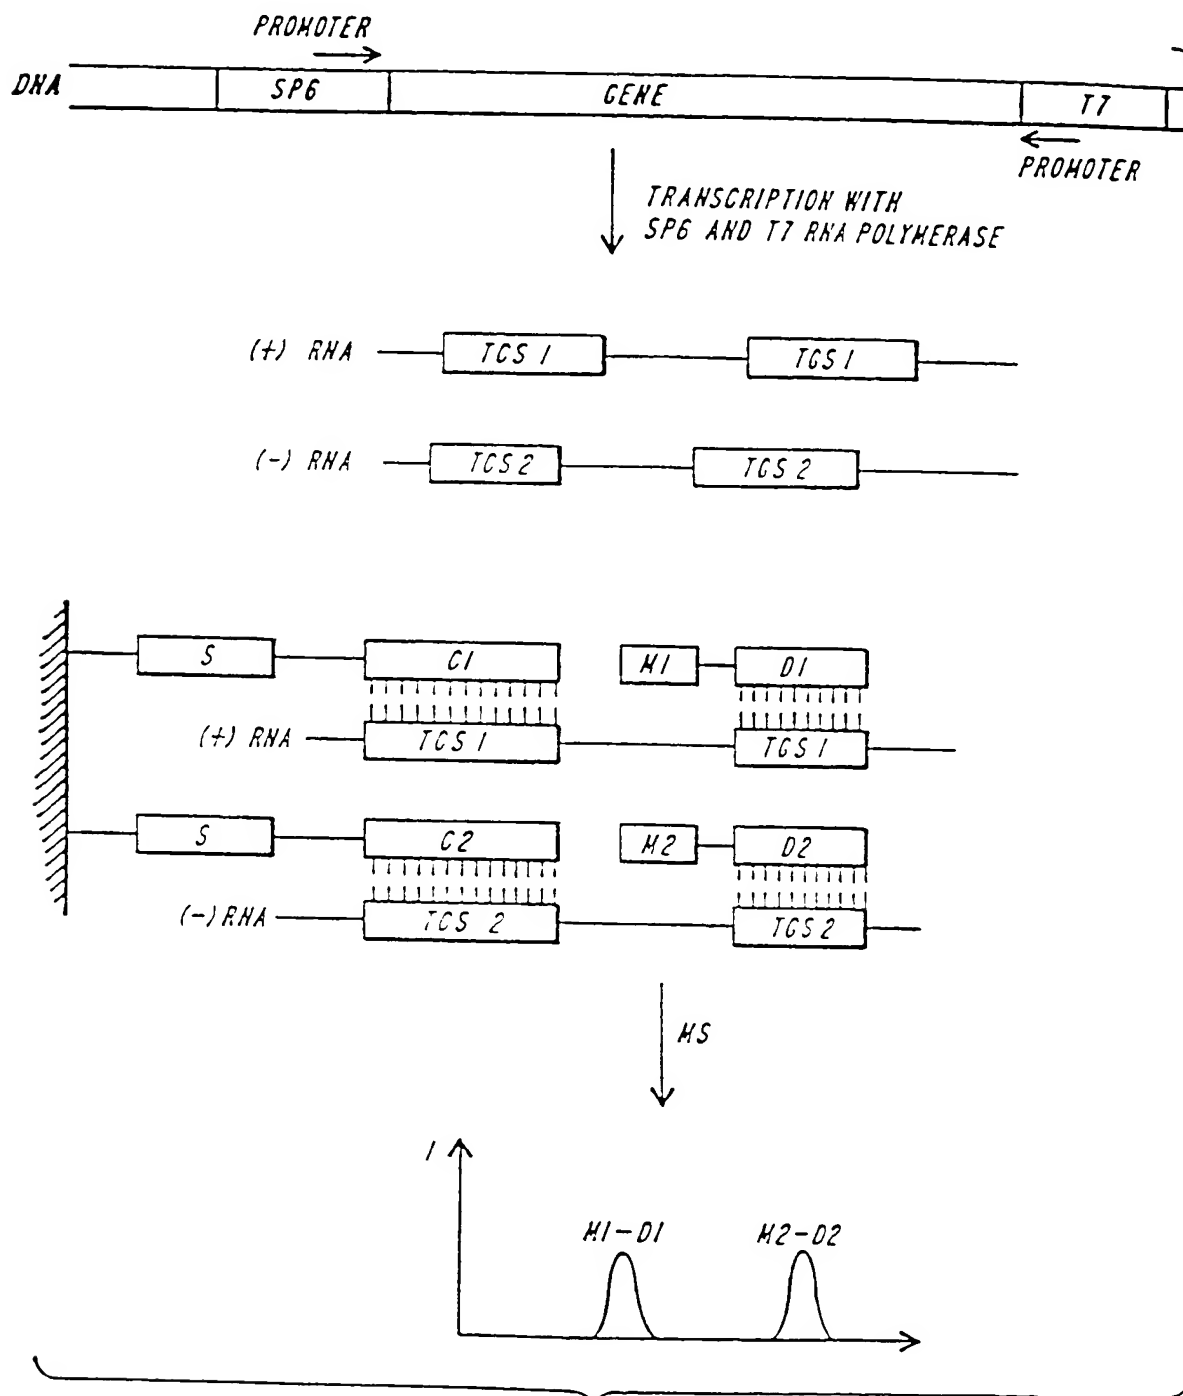 PROMOTER
DNA SP6 GENE T7
PROMOTER
TRANSCRIPTION WITH
SP6 AND T7 RNA POLYMERASE
(+) RNA TCS 1 TCS 1
(-) RNA TCS 2 TCS 2
S C1 M1 D1
(+) RNA TCS 1 TCS 1
S C2 M2 D2
(-) RNA TCS 2 TCS 2
MS
I
M1-D1 M2-D2